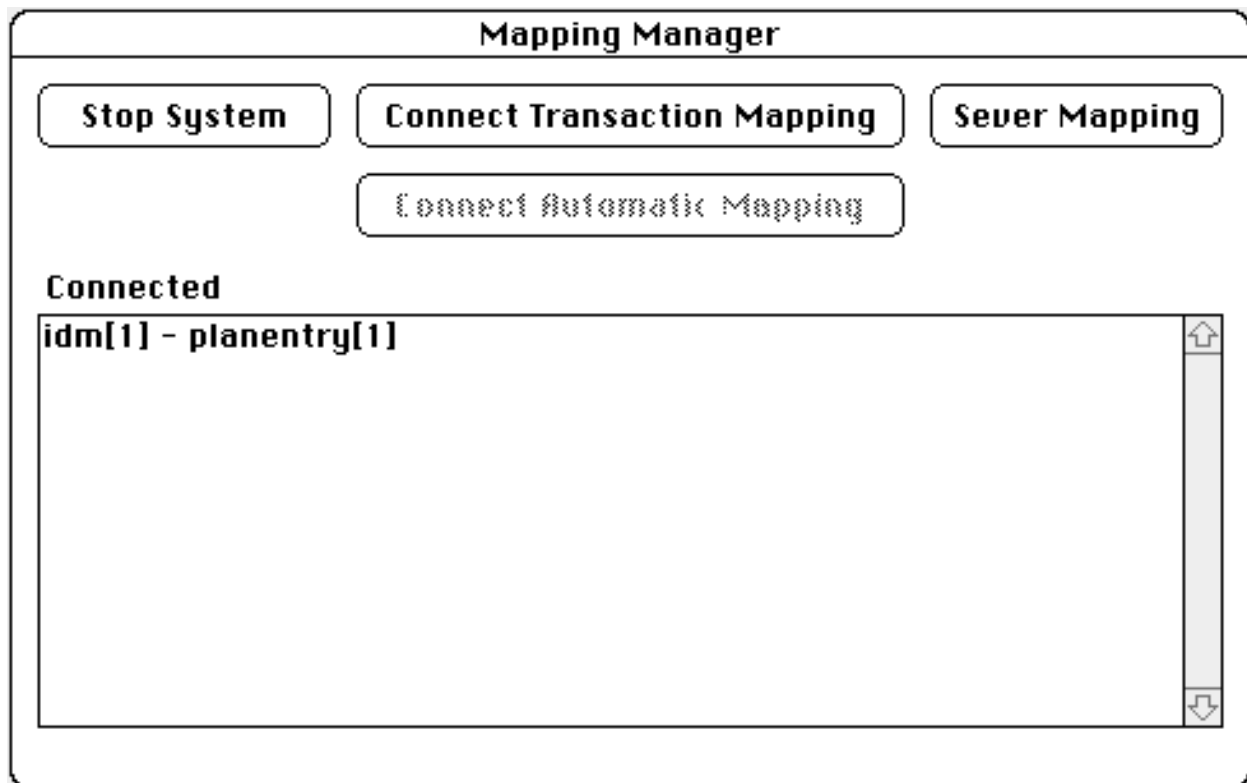 Mapping Manager
Stop System
Connect Transaction Mapping
Sever Mapping
Connect Automatic Mapping
Connected
idm[1] - planentry[1]